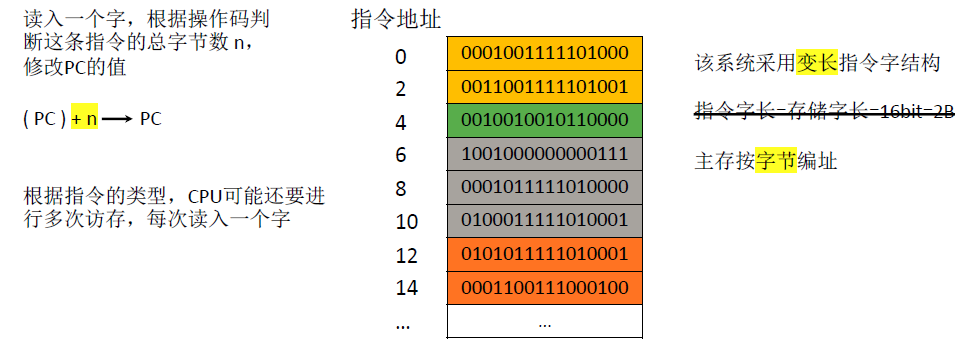 读入一个字，根据操作码判
断这条指令的总字节数 n，
修改PC的值
( PC ) + n → PC
根据指令的类型，CPU可能还要进
行多次访存，每次读入一个字
指令地址
0 0001001111101000
2 0011001111101001
4 0010010010110000
6 1001000000000111
8 0001011111010000
10 0100011111010001
12 0101011111010001
14 0001100111000100
... ...
该系统采用变长指令字结构
指令字长=存储字长=16bit=2B
主存按字节编址